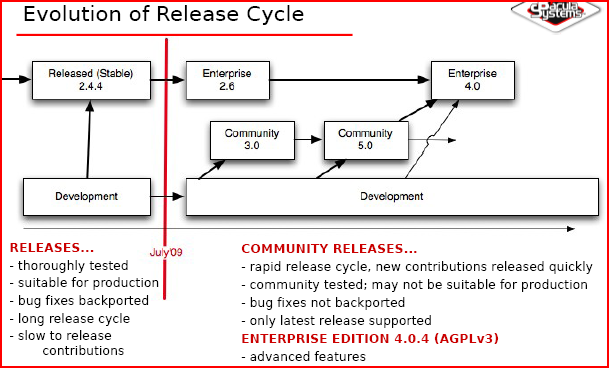 Evolution of Release Cycle
Bacula
Systems
Released (Stable)
2.4.4
Enterprise
2.6
Enterprise
4.0
Community
3.0
Community
5.0
Development
Development
July'09
RELEASES...
- thoroughly tested
- suitable for production
- bug fixes backported
- long release cycle
- slow to release
contributions
COMMUNITY RELEASES...
- rapid release cycle, new contributions released quickly
- community tested; may not be suitable for production
- bug fixes not backported
- only latest release supported
ENTERPRISE EDITION 4.0.4 (AGPLv3)
- advanced features